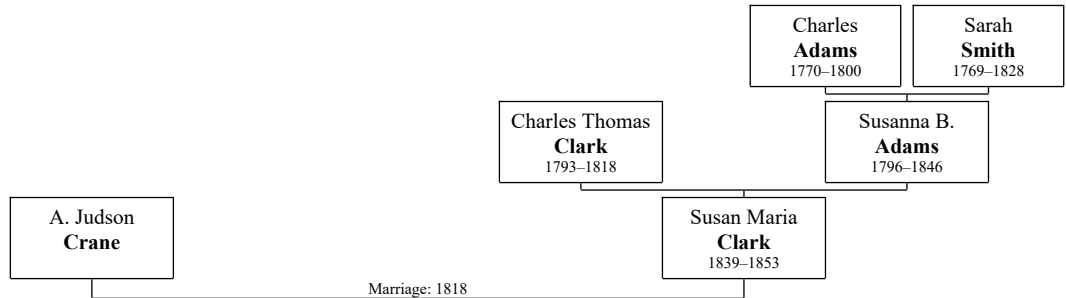 Charles
Adams
1770–1800
Sarah
Smith
1769–1828
Charles Thomas
Clark
1793–1818
Susanna B.
Adams
1796–1846
A. Judson
Crane
Susan Maria
Clark
1839–1853
Marriage: 1818